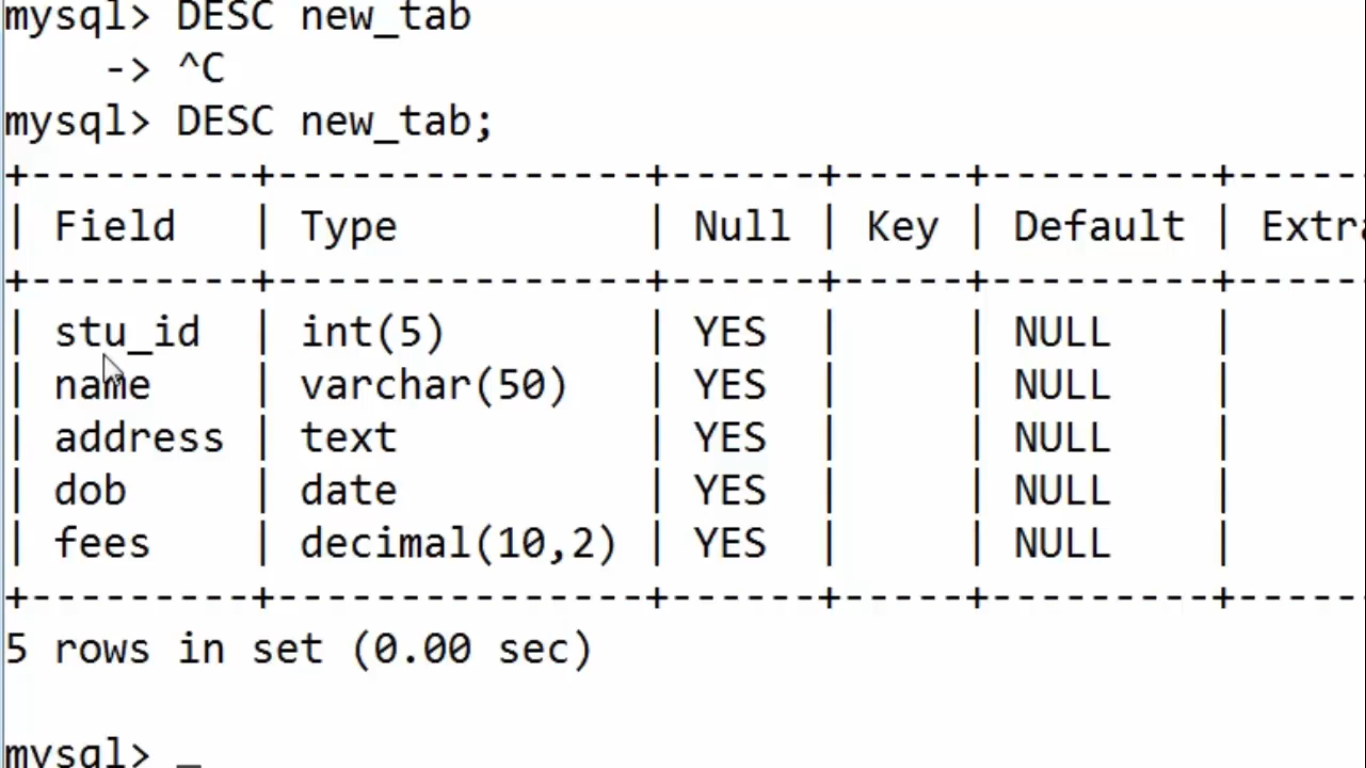 mysql> DESC new_tab
    -> ^C
mysql> DESC new_tab;
+---------+---------------+------+-----+---------+-----
| Field   | Type          | Null | Key | Default | Extra
+---------+---------------+------+-----+---------+-----
| stu_id  | int(5)        | YES  |     | NULL    |
| name    | varchar(50)   | YES  |     | NULL    |
| address | text          | YES  |     | NULL    |
| dob     | date          | YES  |     | NULL    |
| fees    | decimal(10,2) | YES  |     | NULL    |
+---------+---------------+------+-----+---------+-----
5 rows in set (0.00 sec)
mysql> _